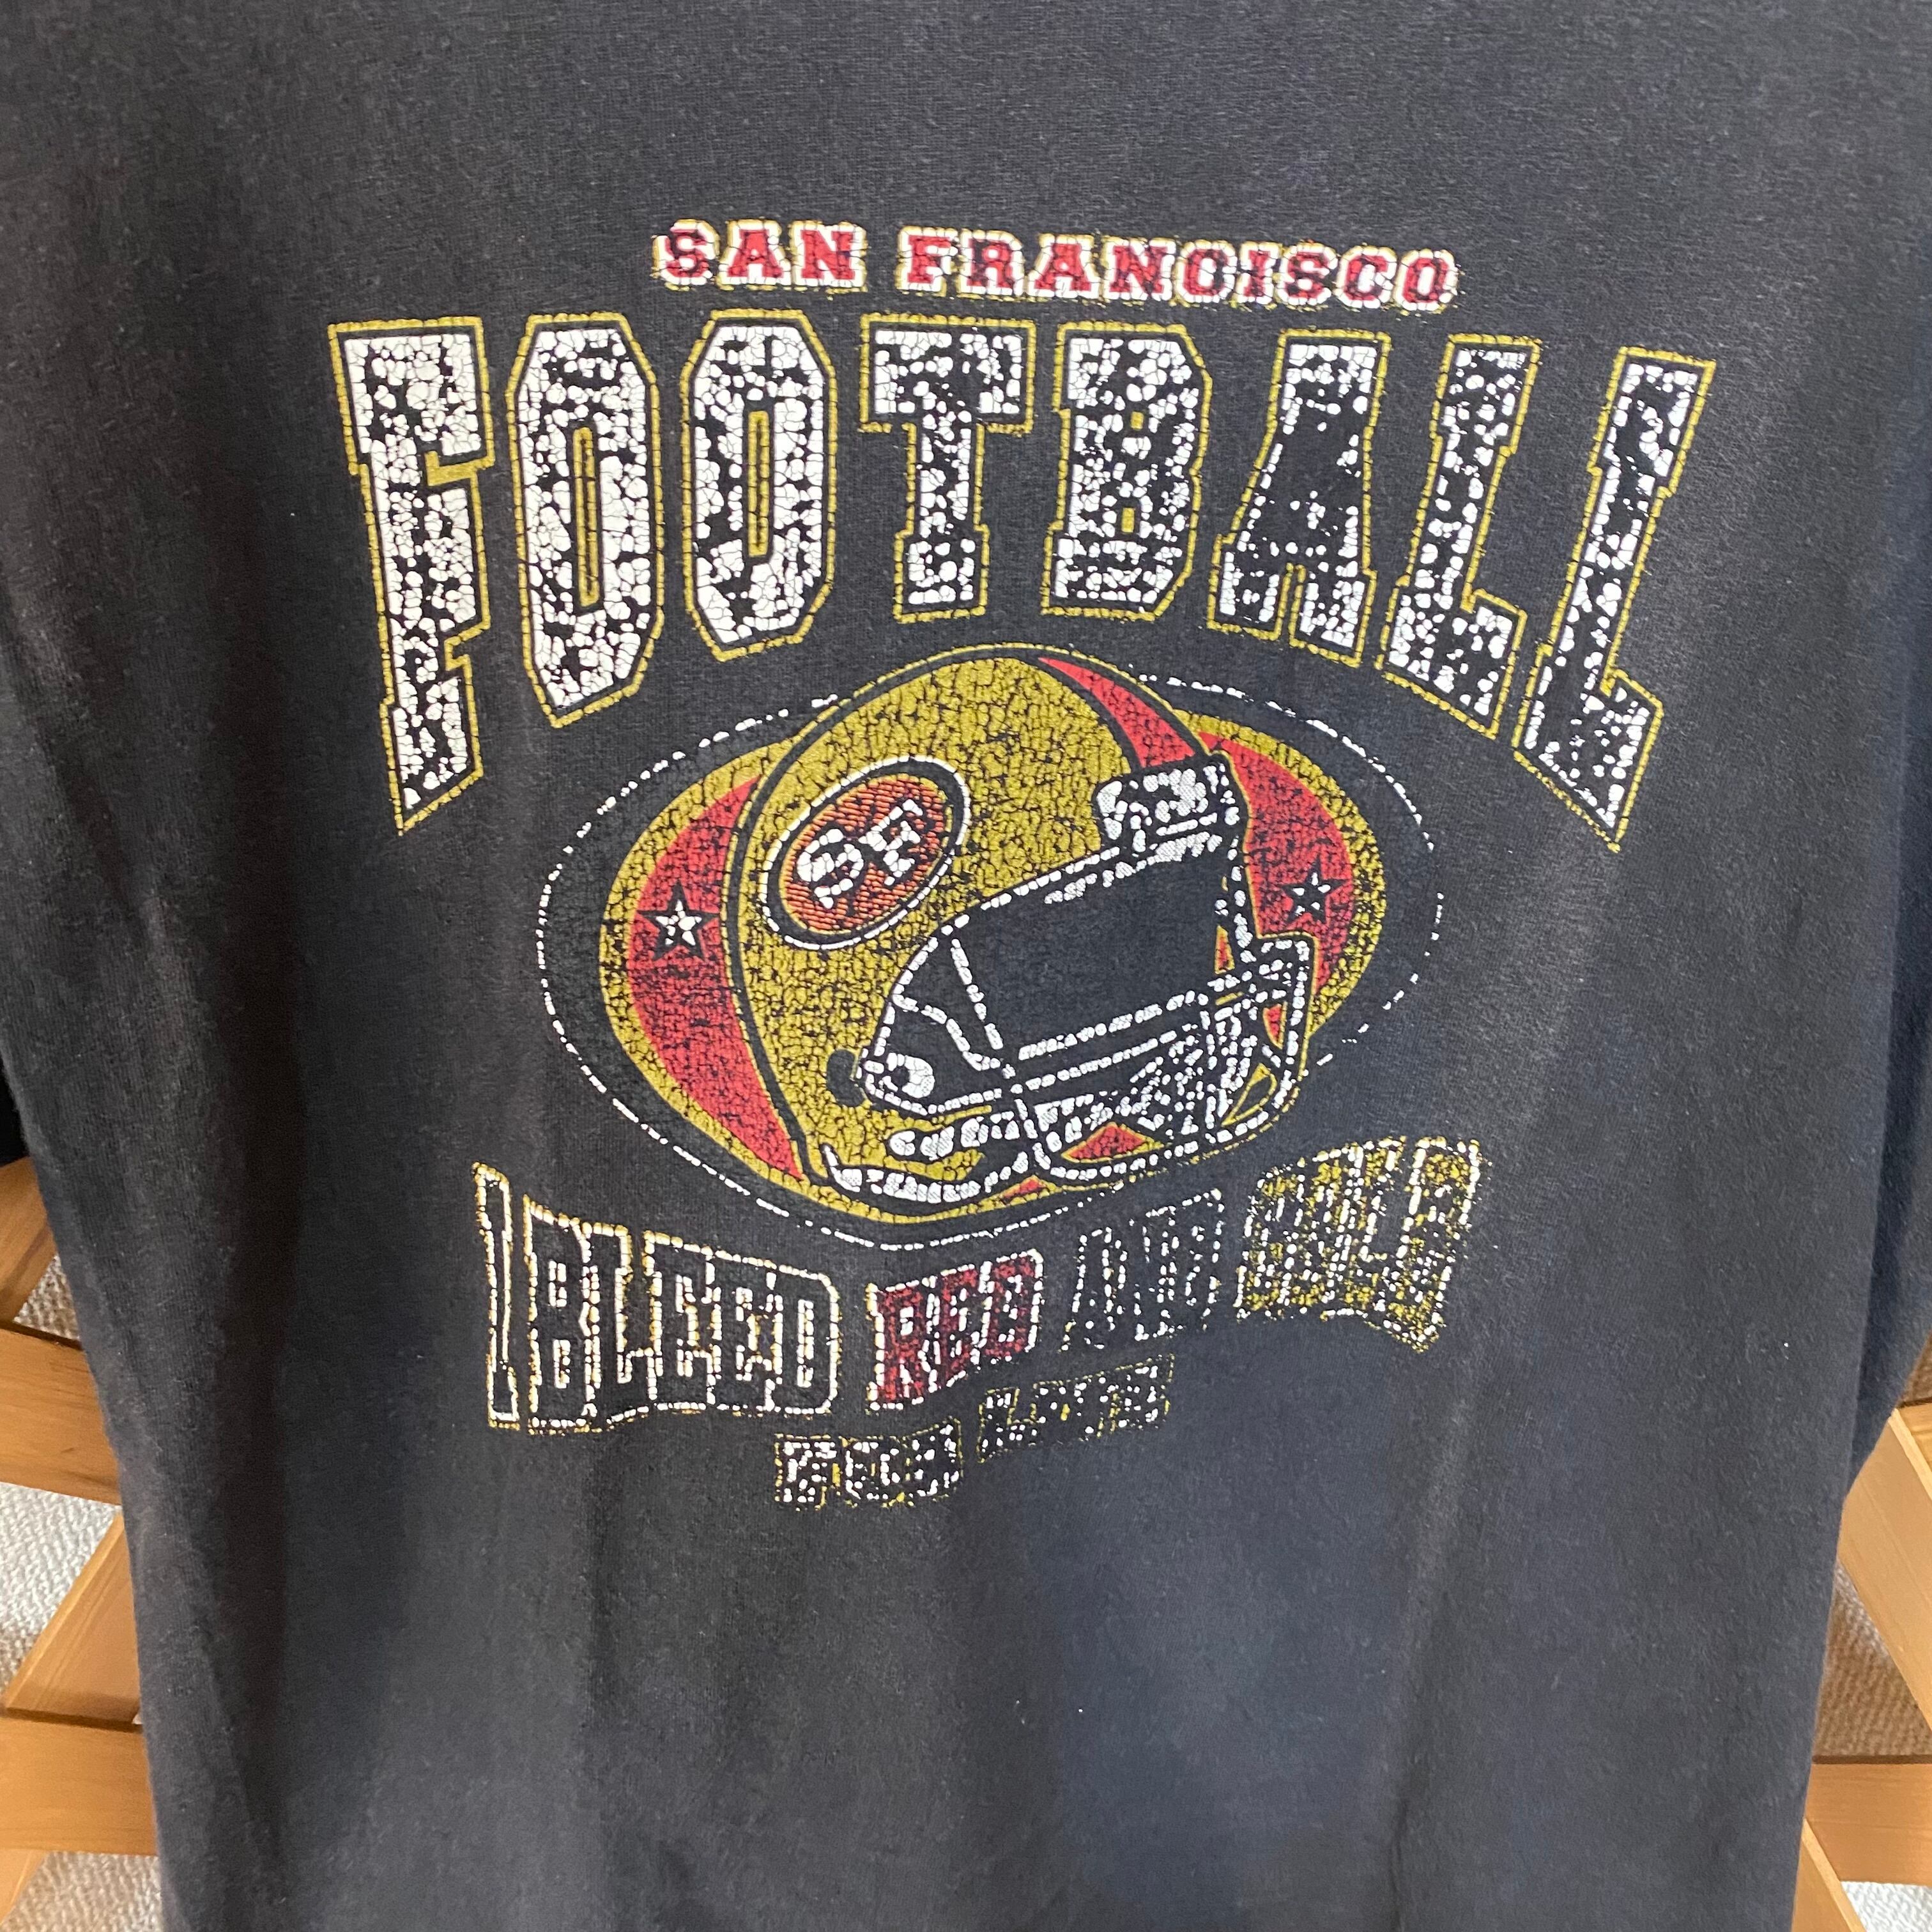 SAN FRANCISCO
FOOTBALL
SF
I BLEED RED AND GOLD
FOR LIFE